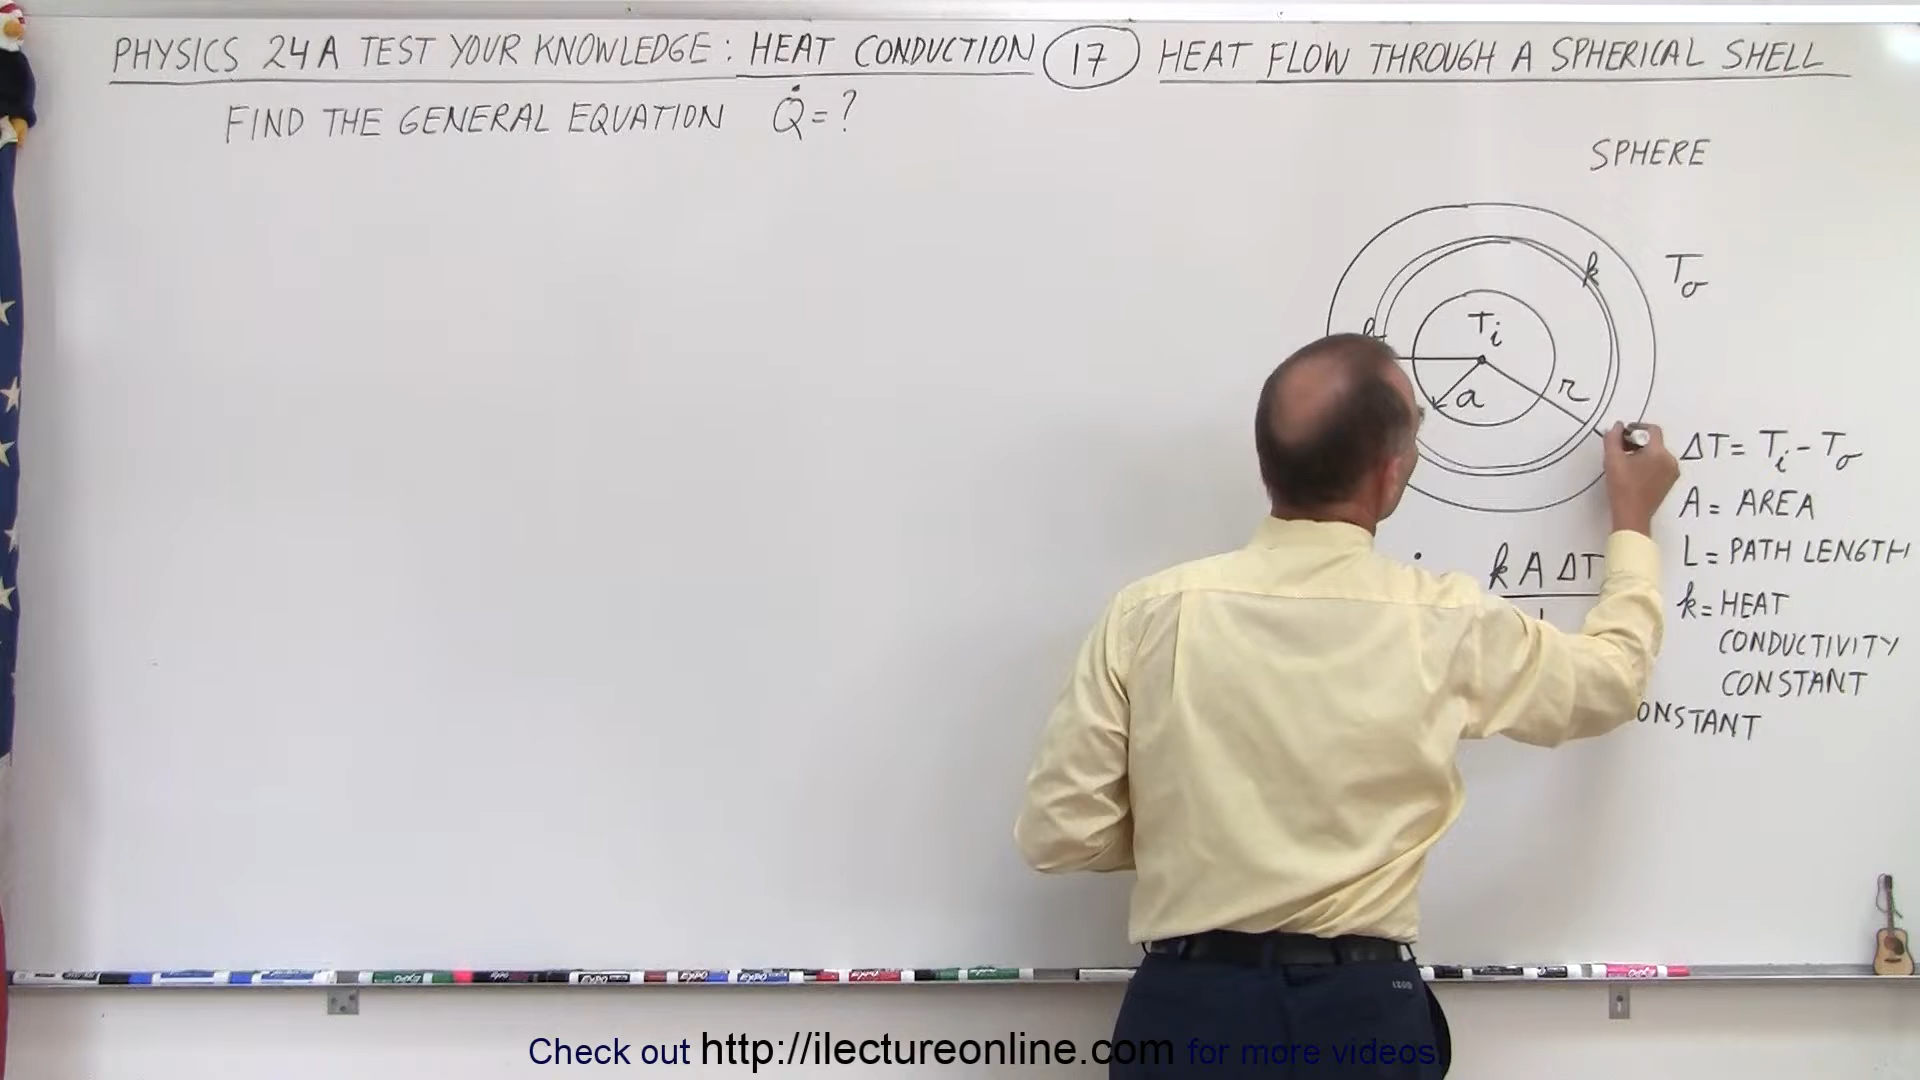 PHYSICS 24A TEST YOUR KNOWLEDGE: HEAT CONDUCTION 17 HEAT FLOW THROUGH A SPHERICAL SHELL
FIND THE GENERAL EQUATION Q̇ = ?
SPHERE
k
To
Ti
a
r
ΔT = Ti - To
A = AREA
L = PATH LENGTH
k A ΔT
k = HEAT
CONDUCTIVITY
CONSTANT
ONSTANT
Check out http://ilectureonline.com for more videos.